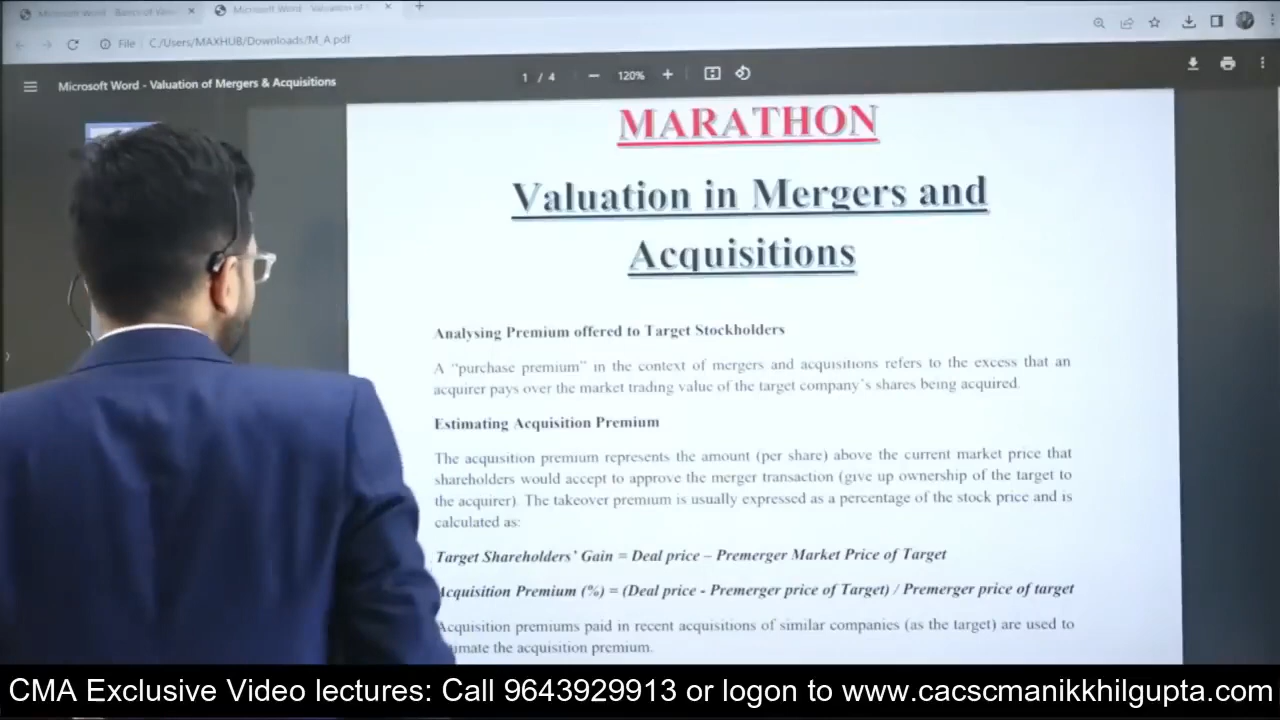 Microsoft Word - Basics of
Microsoft Word - Valuation of
File
C:/Users/MAXHUB/Downloads/M_A.pdf
Microsoft Word - Valuation of Mergers & Acquisitions
1 / 4
120%
MARATHON
Valuation in Mergers and
Acquisitions
Analysing Premium offered to Target Stockholders
A “purchase premium” in the context of mergers and acquisitions refers to the excess that an
acquirer pays over the market trading value of the target company’s shares being acquired.
Estimating Acquisition Premium
The acquisition premium represents the amount (per share) above the current market price that
shareholders would accept to approve the merger transaction (give up ownership of the target to
the acquirer). The takeover premium is usually expressed as a percentage of the stock price and is
calculated as:
Target Shareholders’ Gain = Deal price – Premerger Market Price of Target
Acquisition Premium (%) = (Deal price - Premerger price of Target) / Premerger price of target
Acquisition premiums paid in recent acquisitions of similar companies (as the target) are used to
the acquisition premium.
CMA Exclusive Video lectures: Call 9643929913 or logon to www.cacscmanikkhilgupta.com